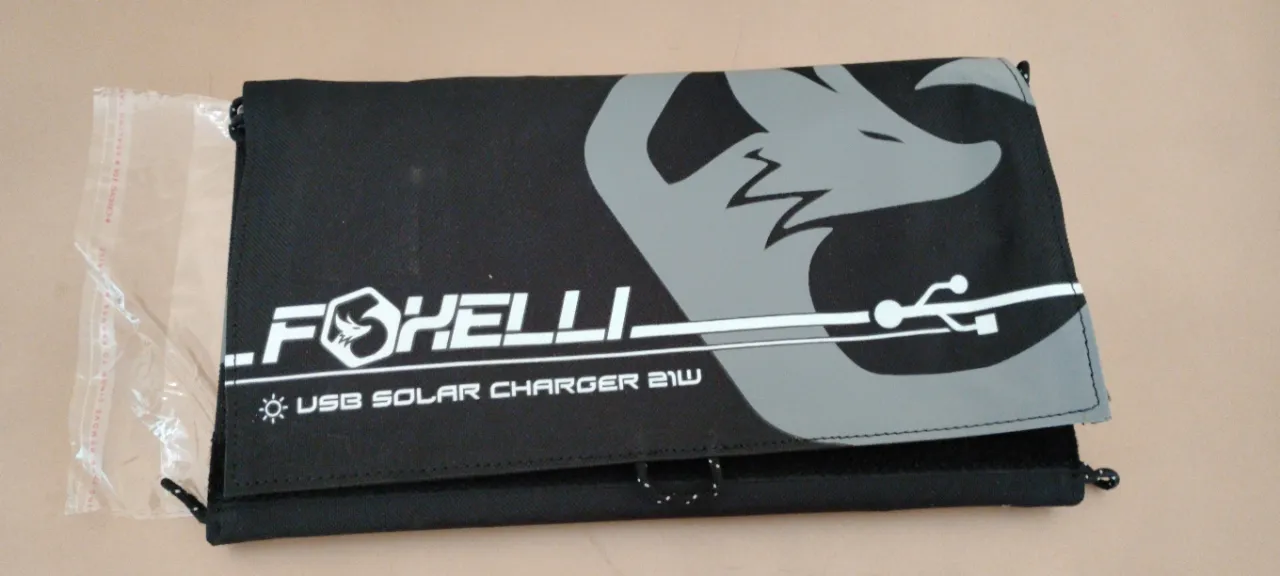 FOXELLI
USB SOLAR CHARGER 21W